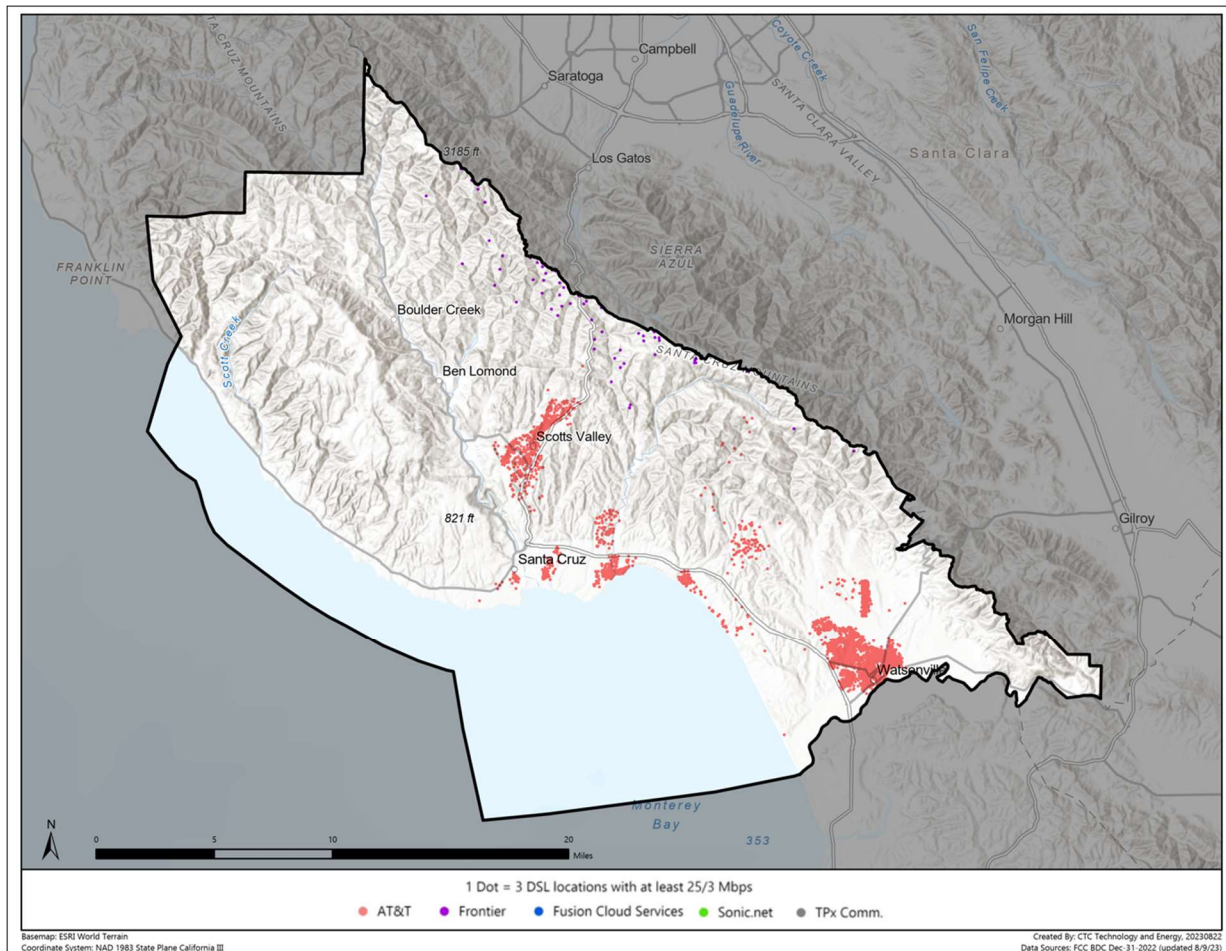 TA CRUZ MOUNTAINS
Campbell
Saratoga
Coyote Creek
San Felipe Creek
Guadelupe River
SANTA CLARA VALLEY
Santa Clara
3185 ft
Los Gatos
SIERRA
AZUL
FRANKLIN
POINT
Scott Creek
Boulder Creek
Morgan Hill
Ben Lomond
Scotts Valley
821 ft
Gilroy
Santa Cruz
Watsonville
Monterey
Bay
353
N
0 5 10 20
Miles
1 Dot = 3 DSL locations with at least 25/3 Mbps
AT&T Frontier Fusion Cloud Services Sonic.net TPx Comm.
Basemap: ESRI World Terrain
Coordinate System: NAD 1983 State Plane California III
Created By: CTC Technology and Energy, 20230822
Data Sources: FCC BDC Dec-31-2022 (updated 8/9/23)